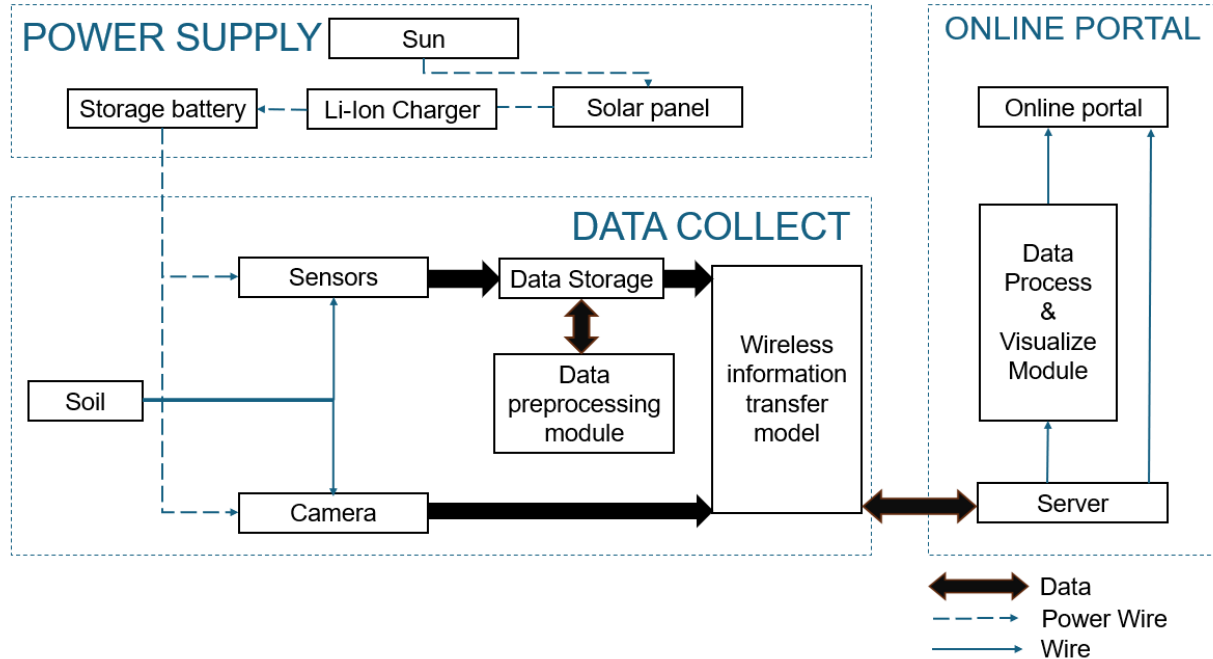 POWER SUPPLY
Sun
Storage battery
Li-Ion Charger
Solar panel
ONLINE PORTAL
Online portal
Data
Process
&
Visualize
Module
Server
DATA COLLECT
Sensors
Data Storage
Data
preprocessing
module
Wireless
information
transfer
model
Soil
Camera
Data
Power Wire
Wire